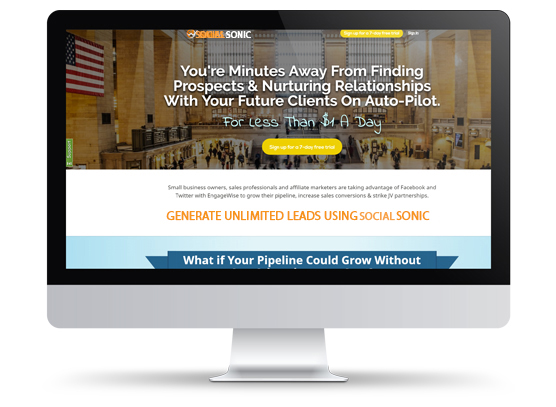 SOCIAL SONIC
Sign up for a 7-day free trial
Sign in
You're Minutes Away From Finding
Prospects & Nurturing Relationships
With Your Future Clients On Auto-Pilot.
For Less Than $1 A Day
Sign up for a 7-day free trial
Support
Small business owners, sales professionals and affiliate marketers are taking advantage of Facebook and
Twitter with EngageWise to grow their pipeline, increase sales conversions & strike JV partnerships.
GENERATE UNLIMITED LEADS USING SOCIAL SONIC
What if Your Pipeline Could Grow Without